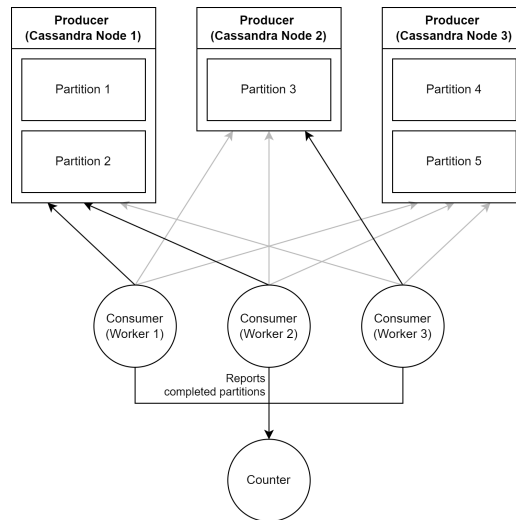 Producer
(Cassandra Node 1)
Producer
(Cassandra Node 2)
Producer
(Cassandra Node 3)
Partition 1
Partition 3
Partition 4
Partition 2
Partition 5
Consumer
(Worker 1)
Consumer
(Worker 2)
Consumer
(Worker 3)
Reports
completed partitions
Counter